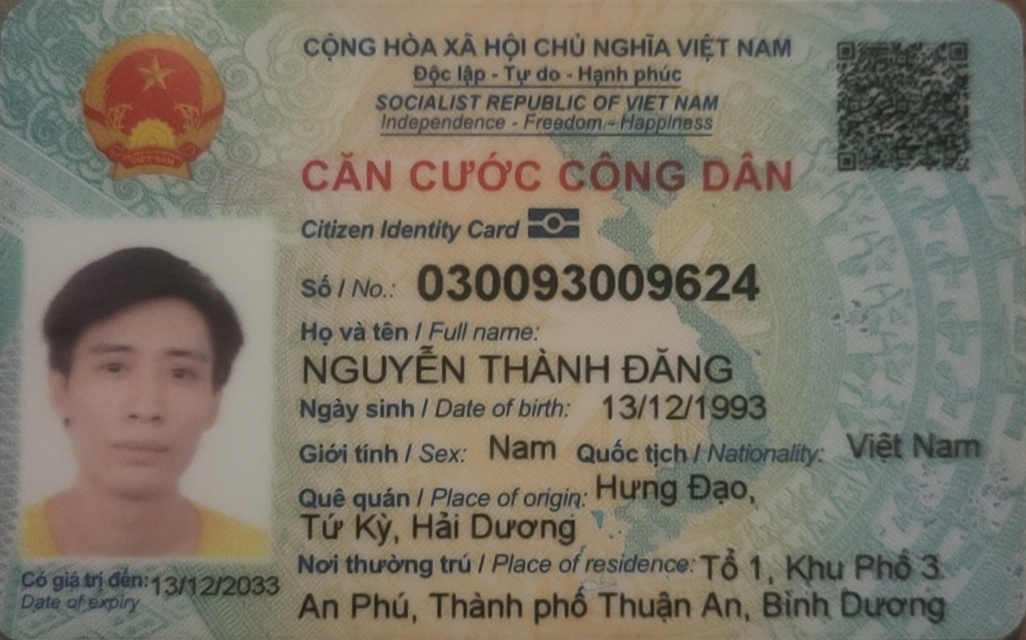 CỘNG HÒA XÃ HỘI CHỦ NGHĨA VIỆT NAM
Độc lập - Tự do - Hạnh phúc
SOCIALIST REPUBLIC OF VIET NAM
Independence - Freedom - Happiness
CĂN CƯỚC CÔNG DÂN
Citizen Identity Card
Số / No.: 030093009624
Họ và tên / Full name:
NGUYỄN THÀNH ĐĂNG
Ngày sinh / Date of birth: 13/12/1993
Giới tính / Sex: Nam Quốc tịch / Nationality: Việt Nam
Quê quán / Place of origin: Hưng Đạo,
Tứ Kỳ, Hải Dương
Nơi thường trú / Place of residence: Tổ 1, Khu Phố 3
An Phú, Thành phố Thuận An, Bình Dương
Có giá trị đến: 13/12/2033
Date of expiry
VIỆT NAM